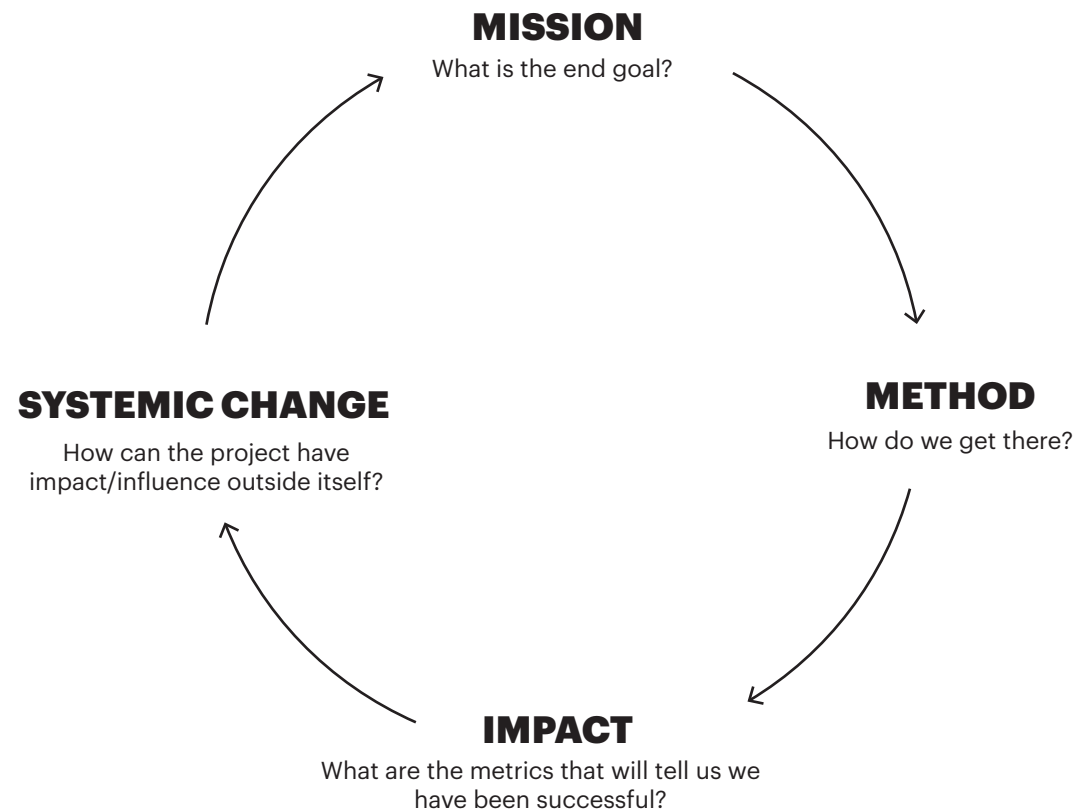 MISSION
What is the end goal?
METHOD
How do we get there?
IMPACT
What are the metrics that will tell us we
have been successful?
SYSTEMIC CHANGE
How can the project have
impact/influence outside itself?